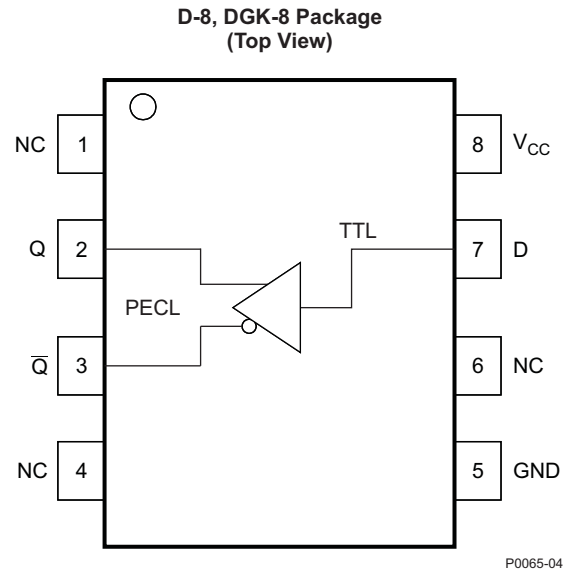 D-8, DGK-8 Package
(Top View)
NC 1
8 V_CC
Q 2
TTL
7 D
PECL
Q̅ 3
6 NC
NC 4
5 GND
P0065-04